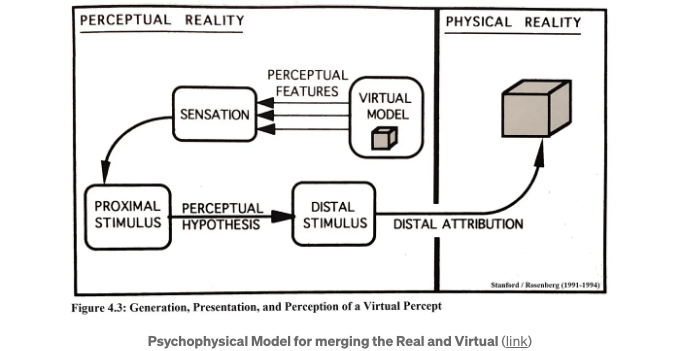 PERCEPTUAL REALITY
PHYSICAL REALITY
PERCEPTUAL
FEATURES
SENSATION
VIRTUAL
MODEL
PROXIMAL
STIMULUS
PERCEPTUAL
HYPOTHESIS
DISTAL
STIMULUS
DISTAL ATTRIBUTION
Stanford / Rosenberg (1991-1994)
Figure 4.3: Generation, Presentation, and Perception of a Virtual Percept
Psychophysical Model for merging the Real and Virtual (link)